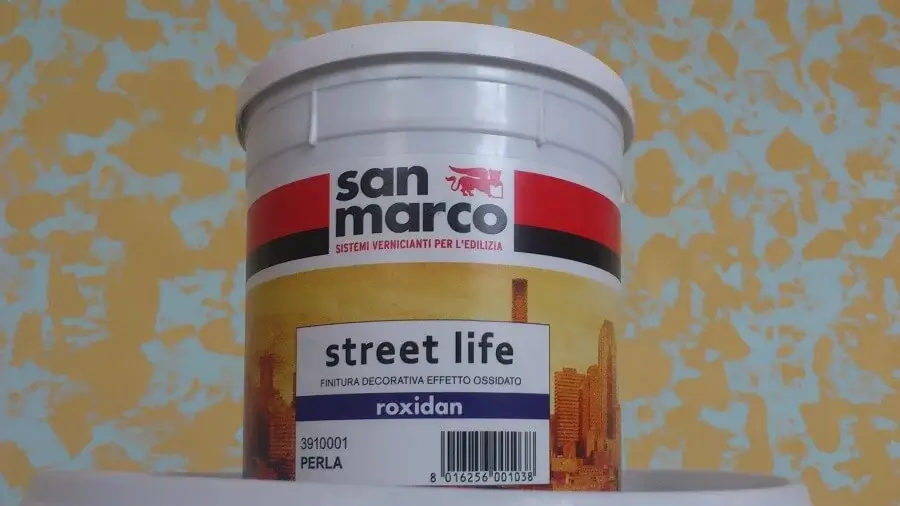 san
marco
SISTEMI VERNICIANTI PER L'EDILIZIA
street life
FINITURA DECORATIVA EFFETTO OSSIDATO
roxidan
3910001
PERLA
8 016256 001038